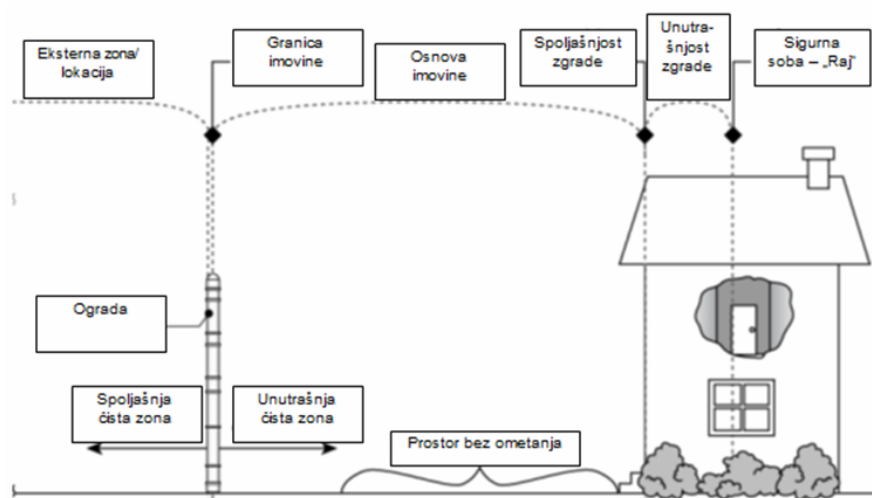 Eksterna zona/
lokacija
Granica
imovine
Osnova
imovine
Spoljašnjost
zgrade
Unutra-
šnjost
zgrade
Sigurna
soba – „Raj“
Ograda
Spoljašnja
čista zona
Unutrašnja
čista zona
Prostor bez ometanja